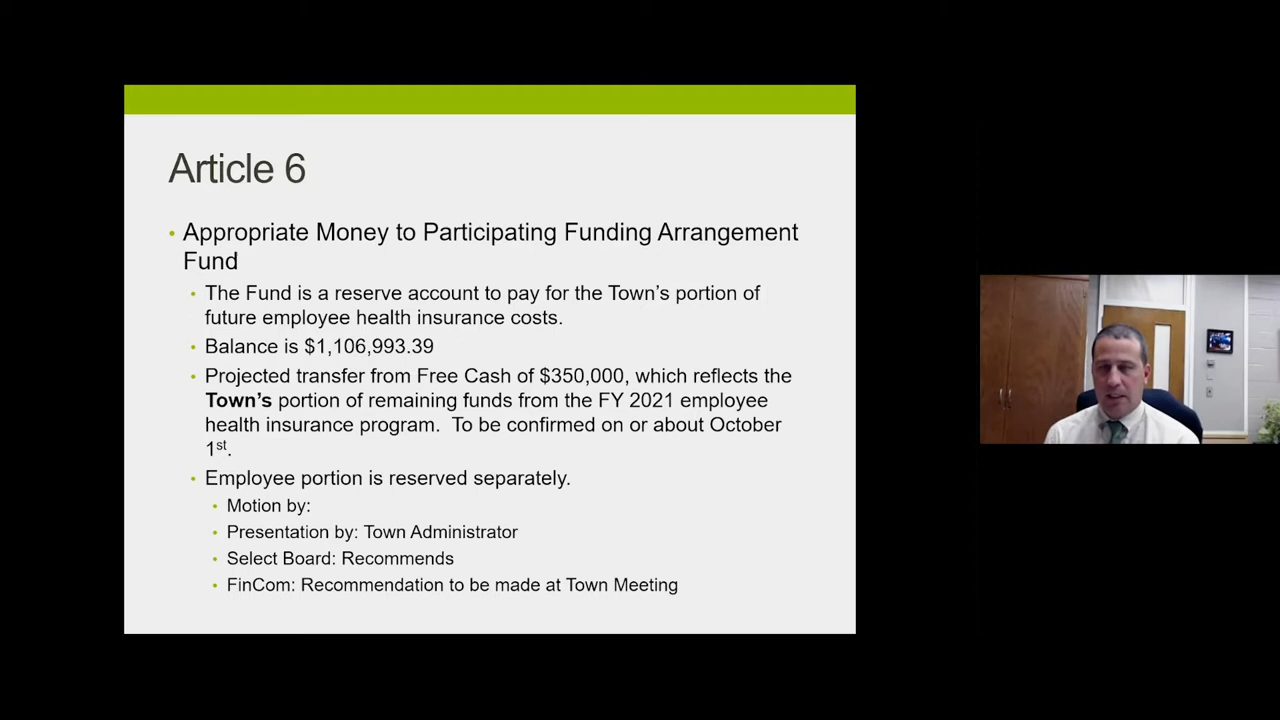 Article 6
• Appropriate Money to Participating Funding Arrangement
Fund
• The Fund is a reserve account to pay for the Town's portion of
future employee health insurance costs.
• Balance is $1,106,993.39
• Projected transfer from Free Cash of $350,000, which reflects the
Town's portion of remaining funds from the FY 2021 employee
health insurance program.  To be confirmed on or about October
1st.
• Employee portion is reserved separately.
• Motion by:
• Presentation by: Town Administrator
• Select Board: Recommends
• FinCom: Recommendation to be made at Town Meeting